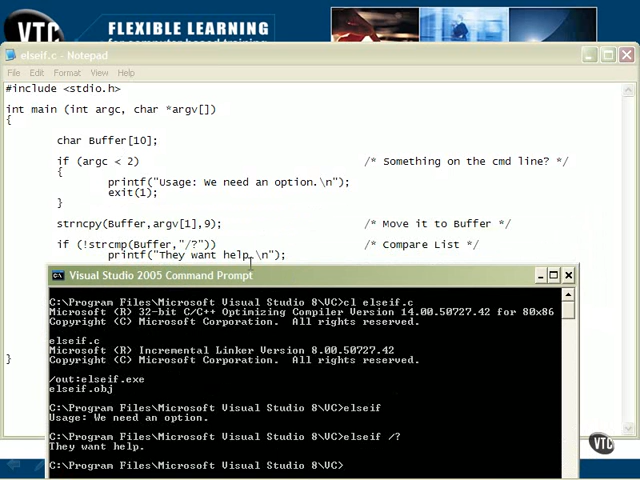 VTC
FLEXIBLE LEARNING
elseif.c - Notepad
File Edit Format View Help
#include <stdio.h>
int main (int argc, char *argv[])
{
char Buffer[10];
if (argc < 2) /* Something on the cmd line? */
{
printf("Usage: We need an option.\n");
exit(1);
}
strncpy(Buffer,argv[1],9); /* Move it to Buffer */
if (!strcmp(Buffer,"/?")) /* Compare List */
printf("They want help.\n");
}
Visual Studio 2005 Command Prompt
C:\Program Files\Microsoft Visual Studio 8\VC>cl elseif.c
Microsoft (R) 32-bit C/C++ Optimizing Compiler Version 14.00.50727.42 for 80x86
Copyright (C) Microsoft Corporation. All rights reserved.
elseif.c
Microsoft (R) Incremental Linker Version 8.00.50727.42
Copyright (C) Microsoft Corporation. All rights reserved.
/out:elseif.exe
elseif.obj
C:\Program Files\Microsoft Visual Studio 8\VC>elseif
Usage: We need an option.
C:\Program Files\Microsoft Visual Studio 8\VC>elseif /?
They want help.
C:\Program Files\Microsoft Visual Studio 8\VC>
VTC